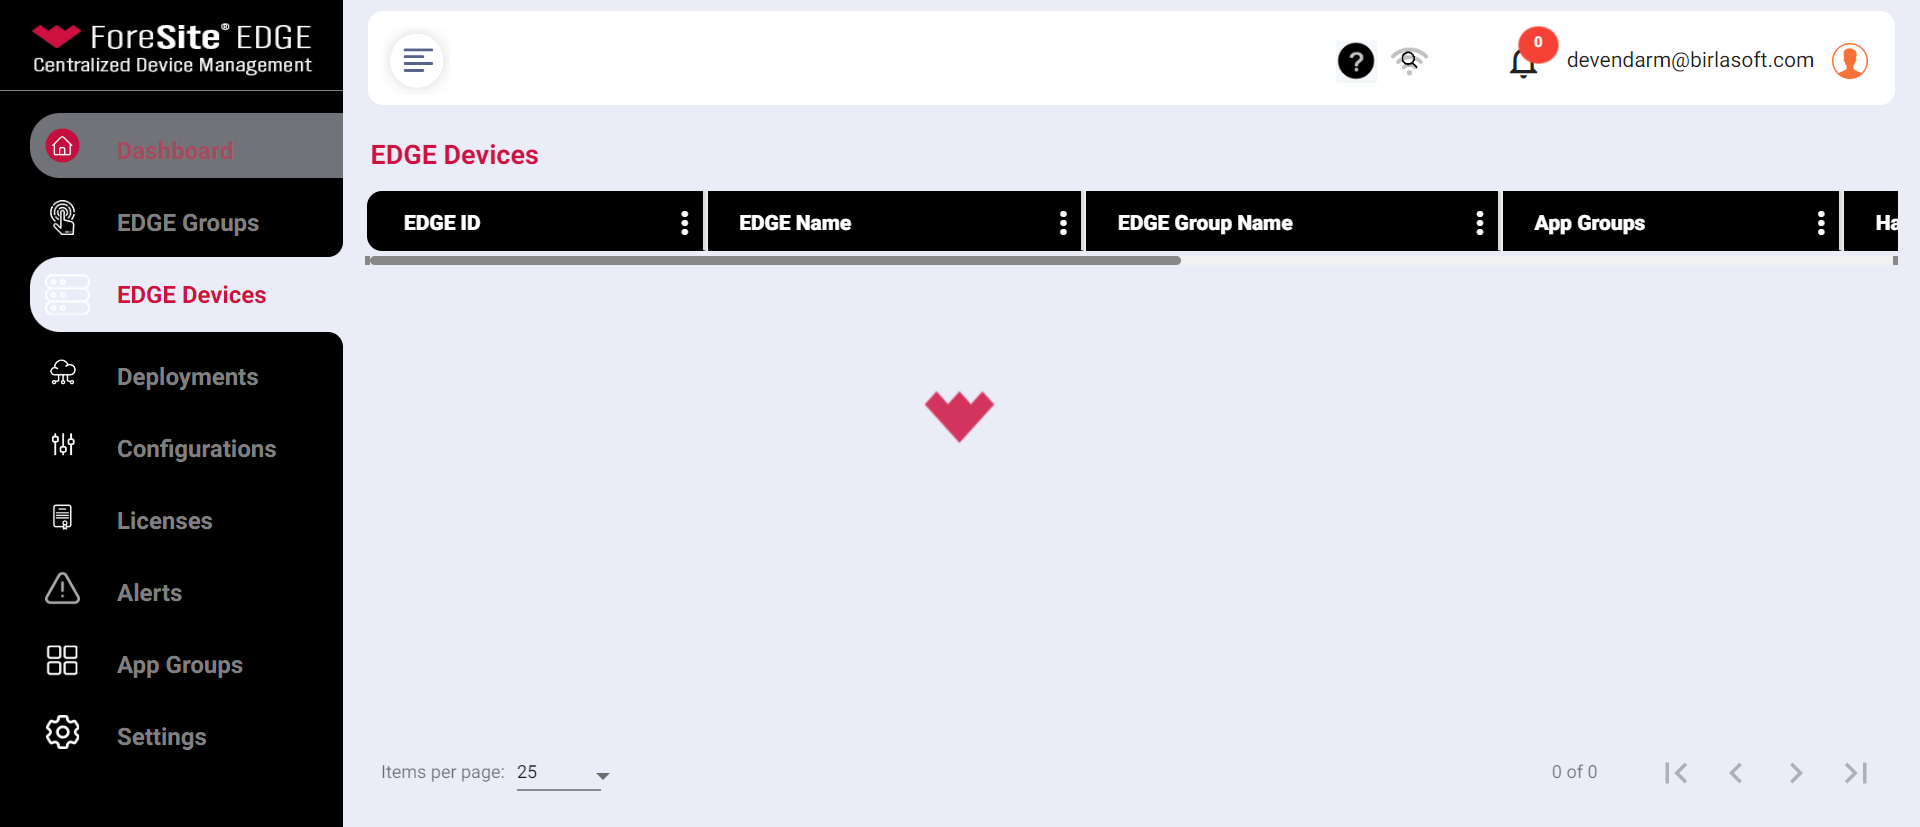 ForeSite® EDGE
Centralized Device Management
0
devendarm@birlasoft.com
Dashboard
EDGE Groups
EDGE Devices
Deployments
Configurations
Licenses
Alerts
App Groups
Settings
EDGE Devices
EDGE ID
EDGE Name
EDGE Group Name
App Groups
Ha
Items per page: 25
0 of 0